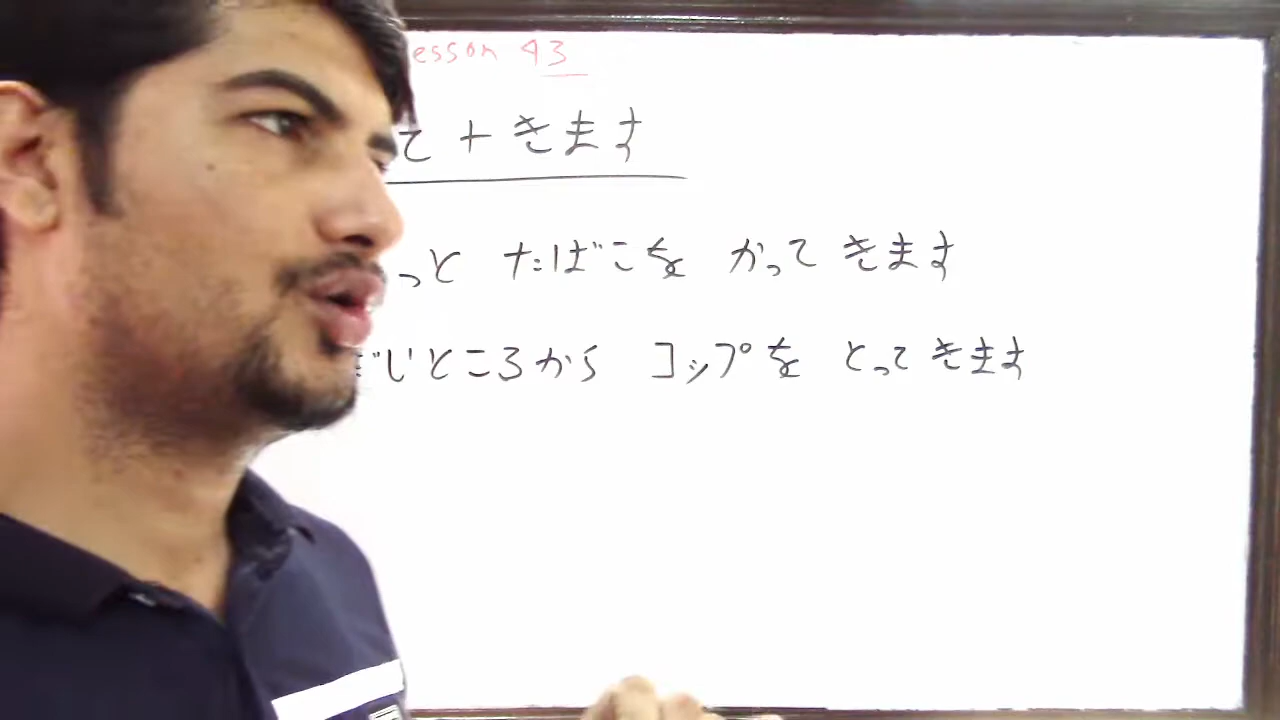 esson 43
て + きます
っと たばこを かってきます
じところから コップを とってきます